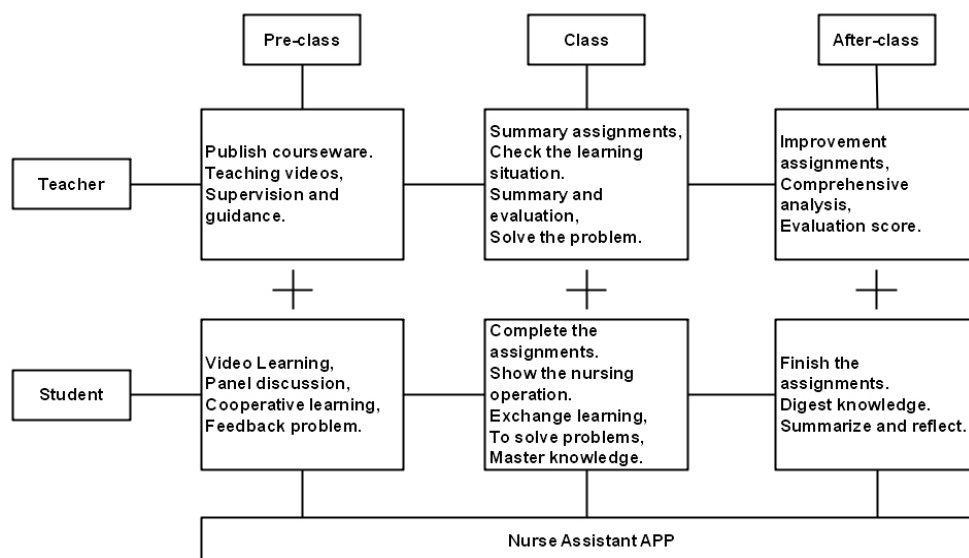 Pre-class
Class
After-class
Teacher
Publish courseware.
Teaching videos,
Supervision and
guidance.
Summary assignments,
Check the learning
situation.
Summary and
evaluation,
Solve the problem.
Improvement
assignments,
Comprehensive
analysis,
Evaluation score.
Student
Video Learning,
Panel discussion,
Cooperative learning,
Feedback problem.
Complete the
assignments.
Show the nursing
operation.
Exchange learning,
To solve problems,
Master knowledge.
Finish the
assignments.
Digest knowledge.
Summarize and reflect.
Nurse Assistant APP